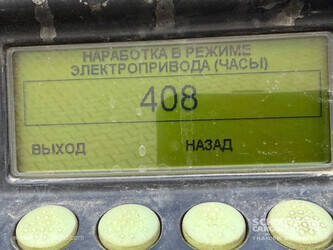 НАРАБОТКА В РЕЖИМЕ
ЭЛЕКТРОПРИВОДА (ЧАСЫ)
408
ВЫХОД НАЗАД